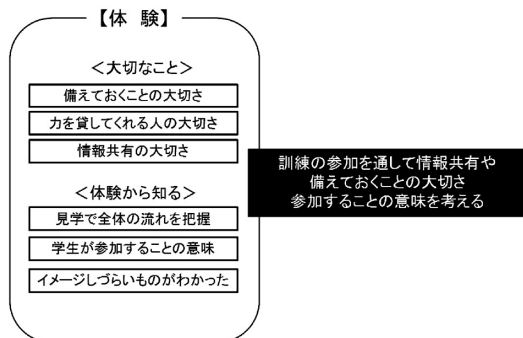 【体 験】
＜大切なこと＞
備えておくことの大切さ
力を貸してくれる人の大切さ
情報共有の大切さ
＜体験から知る＞
見学で全体の流れを把握
学生が参加することの意味
イメージしづらいものがわかった
訓練の参加を通して情報共有や
備えておくことの大切さ
参加することの意味を考える